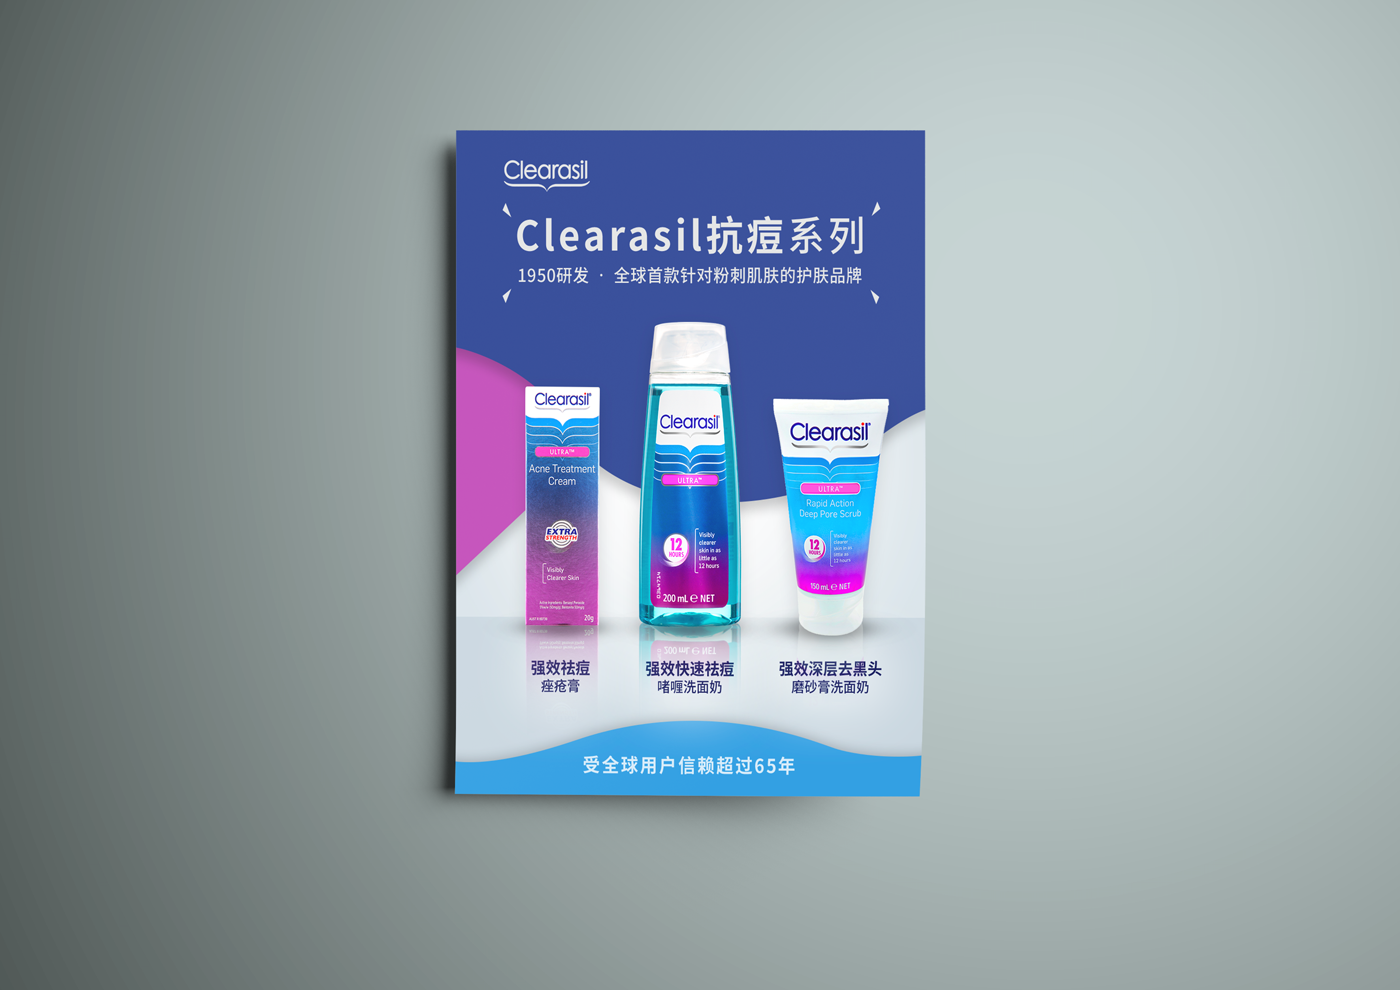 Clearasil
Clearasil抗痘系列
1950研发 · 全球首款针对粉刺肌肤的护肤品牌
Clearasil
ULTRA™
Acne Treatment
Cream
EXTRA
STRENGTH
Visibly
Clearer Skin
20g
Clearasil
ULTRA™
12
HOURS
Visibly
clearer
skin in as
little as
12 hours
200 mL ℮ NET
Clearasil
ULTRA™
Rapid Action
Deep Pore Scrub
12
HOURS
Visibly
clearer
skin in as
little as
12 hours
150 mL ℮ NET
强效祛痘
痤疮膏
强效快速祛痘
啫喱洗面奶
强效深层去黑头
磨砂膏洗面奶
受全球用户信赖超过65年